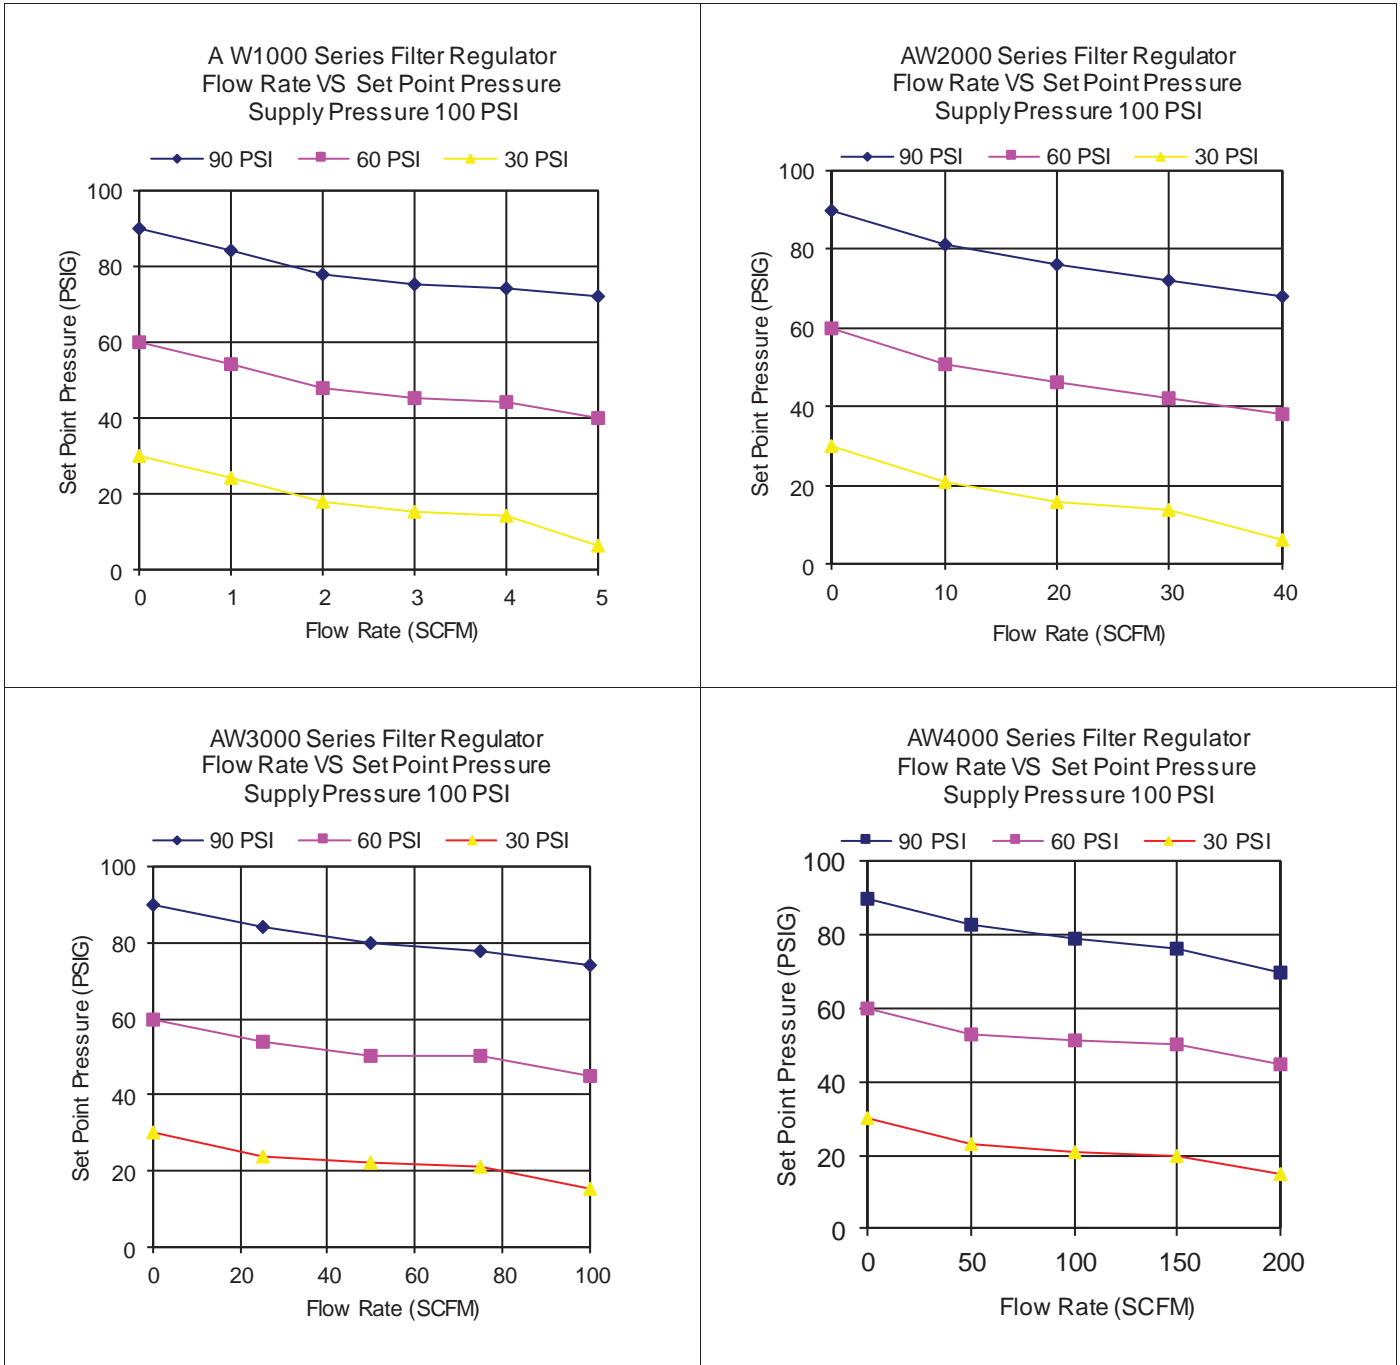 A W1000 Series Filter Regulator
Flow Rate VS Set Point Pressure
Supply Pressure 100 PSI
90 PSI 60 PSI 30 PSI
100
80
60
40
20
0
Set Point Pressure (PSIG)
0 1 2 3 4 5
Flow Rate (SCFM)
AW2000 Series Filter Regulator
Flow Rate VS Set Point Pressure
Supply Pressure 100 PSI
90 PSI 60 PSI 30 PSI
100
80
60
40
20
0
Set Point Pressure (PSIG)
0 10 20 30 40
Flow Rate (SCFM)
AW3000 Series Filter Regulator
Flow Rate VS Set Point Pressure
Supply Pressure 100 PSI
90 PSI 60 PSI 30 PSI
100
80
60
40
20
0
Set Point Pressure (PSIG)
0 20 40 60 80 100
Flow Rate (SCFM)
AW4000 Series Filter Regulator
Flow Rate VS Set Point Pressure
Supply Pressure 100 PSI
90 PSI 60 PSI 30 PSI
100
80
60
40
20
0
Set Point Pressure (PSIG)
0 50 100 150 200
Flow Rate (SCFM)